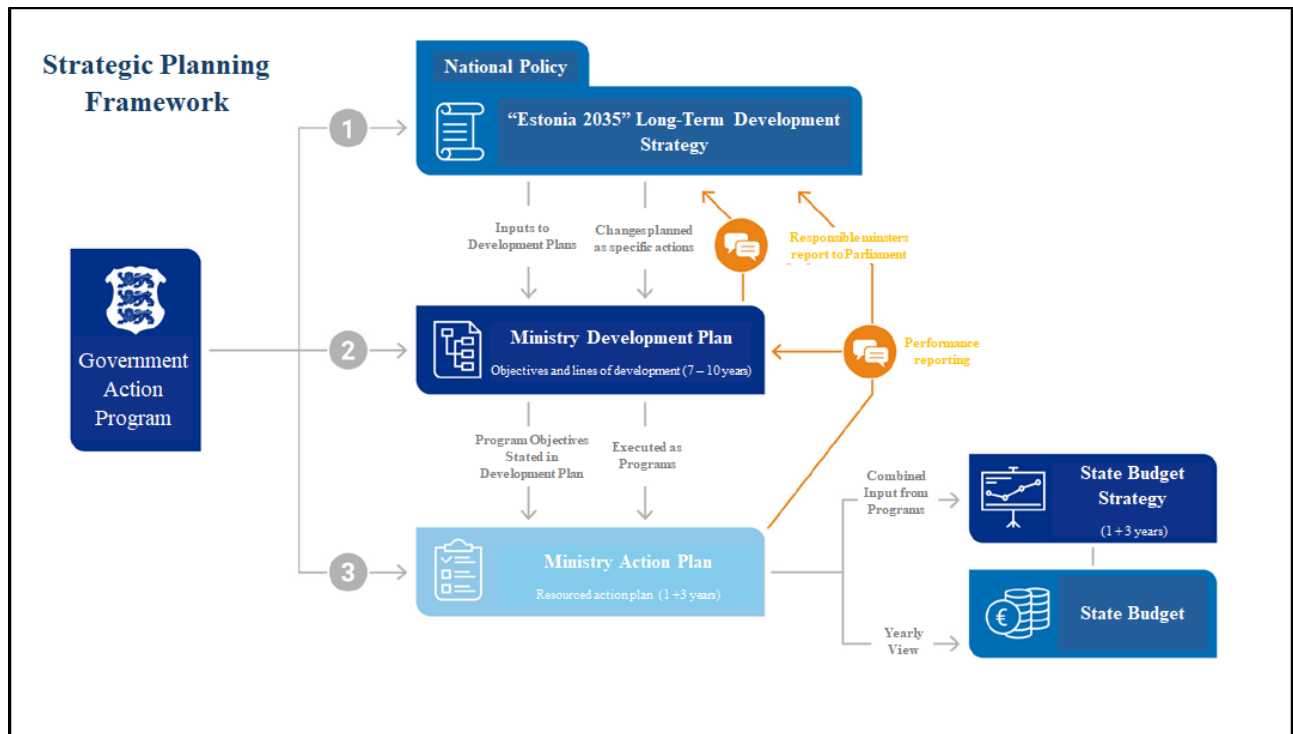 Strategic Planning
Framework
National Policy
“Estonia 2035” Long-Term Development
Strategy
1
Inputs to
Development Plans
Changes planned
as specific actions
Responsible minsters
report to Parliament
Government
Action
Program
2
Ministry Development Plan
Objectives and lines of development (7 – 10 years)
Performance
reporting
Program Objectives
Stated in
Development Plan
Executed as
Programs
3
Ministry Action Plan
Resourced action plan (1 +3 years)
Combined
Input from
Programs
State Budget
Strategy
(1 + 3 years)
Yearly
View
€
State Budget